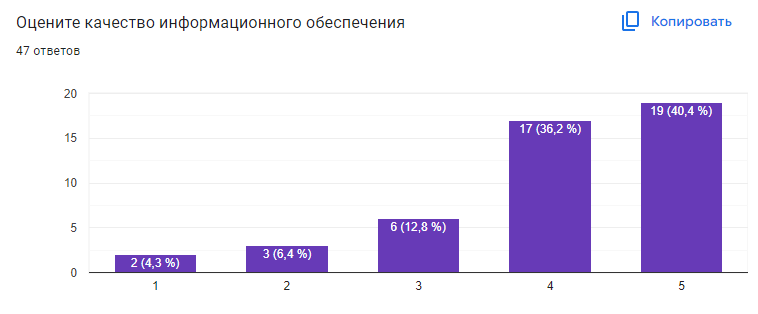 Оцените качество информационного обеспечения
Копировать
47 ответов
20
15
10
5
0
2 (4,3 %)
3 (6,4 %)
6 (12,8 %)
17 (36,2 %)
19 (40,4 %)
1
2
3
4
5